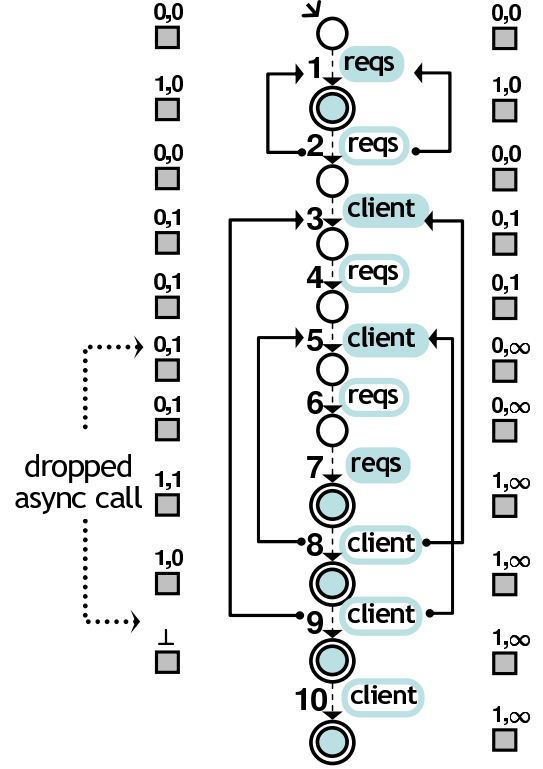 0,0
0,0
1 reqs
1,0
1,0
2 reqs
0,0
0,0
3 client
0,1
0,1
4 reqs
0,1
0,1
5 client
0,1
0,∞
6 reqs
0,1
0,∞
7 reqs
dropped
async call
1,1
1,∞
8 client
1,0
1,∞
9 client
⊥
1,∞
10 client
1,∞